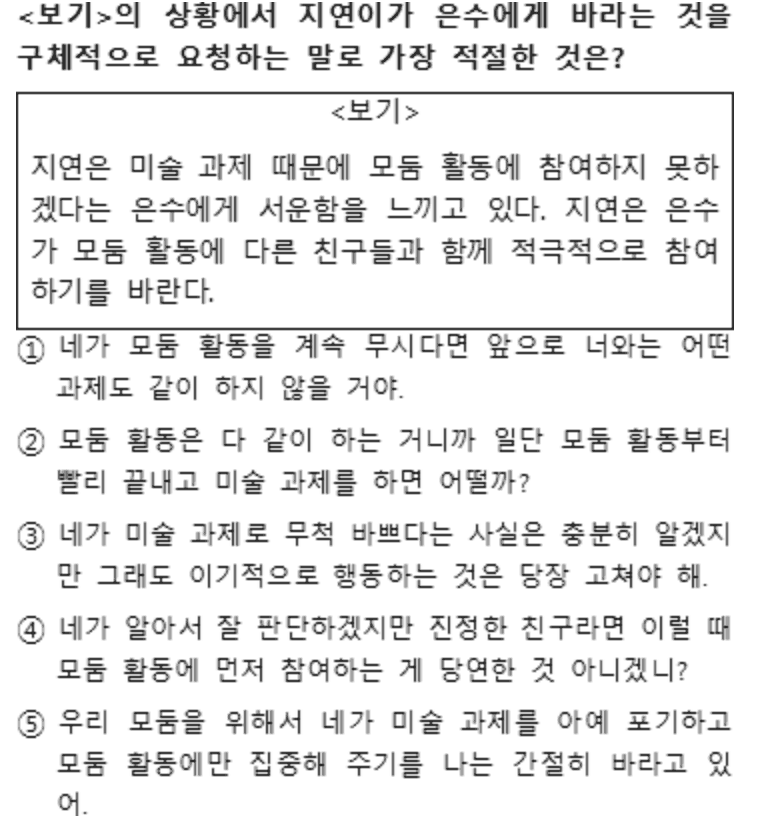 <보기>의 상황에서 지연이가 은수에게 바라는 것을
구체적으로 요청하는 말로 가장 적절한 것은?
<보기>
지연은 미술 과제 때문에 모둠 활동에 참여하지 못하
겠다는 은수에게 서운함을 느끼고 있다. 지연은 은수
가 모둠 활동에 다른 친구들과 함께 적극적으로 참여
하기를 바란다.
① 네가 모둠 활동을 계속 무시다면 앞으로 너와는 어떤
과제도 같이 하지 않을 거야.
② 모둠 활동은 다 같이 하는 거니까 일단 모둠 활동부터
빨리 끝내고 미술 과제를 하면 어떨까?
③ 네가 미술 과제로 무척 바쁘다는 사실은 충분히 알겠지
만 그래도 이기적으로 행동하는 것은 당장 고쳐야 해.
④ 네가 알아서 잘 판단하겠지만 진정한 친구라면 이럴 때
모둠 활동에 먼저 참여하는 게 당연한 것 아니겠니?
⑤ 우리 모둠을 위해서 네가 미술 과제를 아예 포기하고
모둠 활동에만 집중해 주기를 나는 간절히 바라고 있
어.